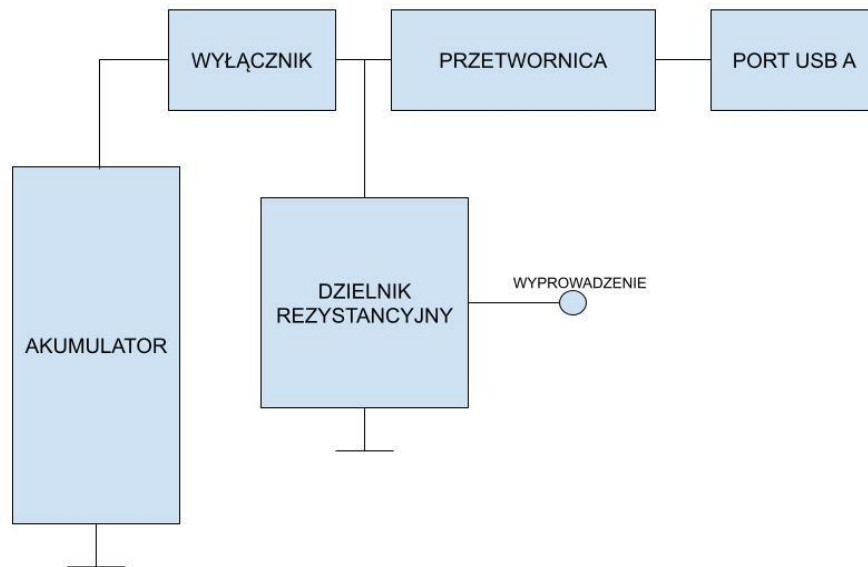 WYŁĄCZNIK
PRZETWORNICA
PORT USB A
AKUMULATOR
DZIELNIK
REZYSTANCYJNY
WYPROWADZENIE